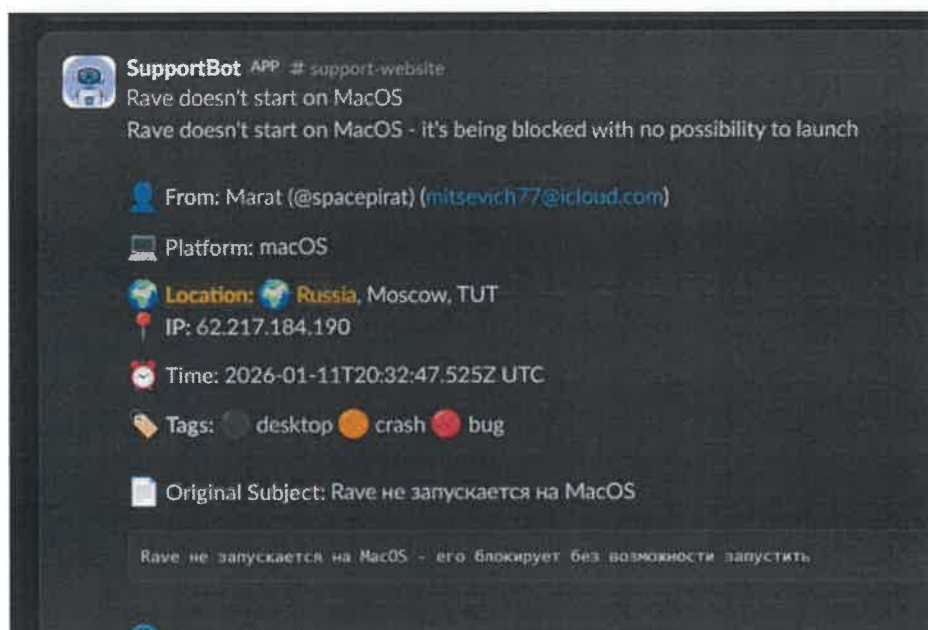 SupportBot APP # support-website
Rave doesn't start on MacOS
Rave doesn't start on MacOS - it's being blocked with no possibility to launch
From: Marat (@spacepirat) (mitsevich77@icloud.com)
Platform: macOS
Location: Russia, Moscow, TUT
IP: 62.217.184.190
Time: 2026-01-11T20:32:47.525Z UTC
Tags: desktop crash bug
Original Subject: Rave не запускается на MacOS
Rave не запускается на MacOS - его блокирует без возможности запустить